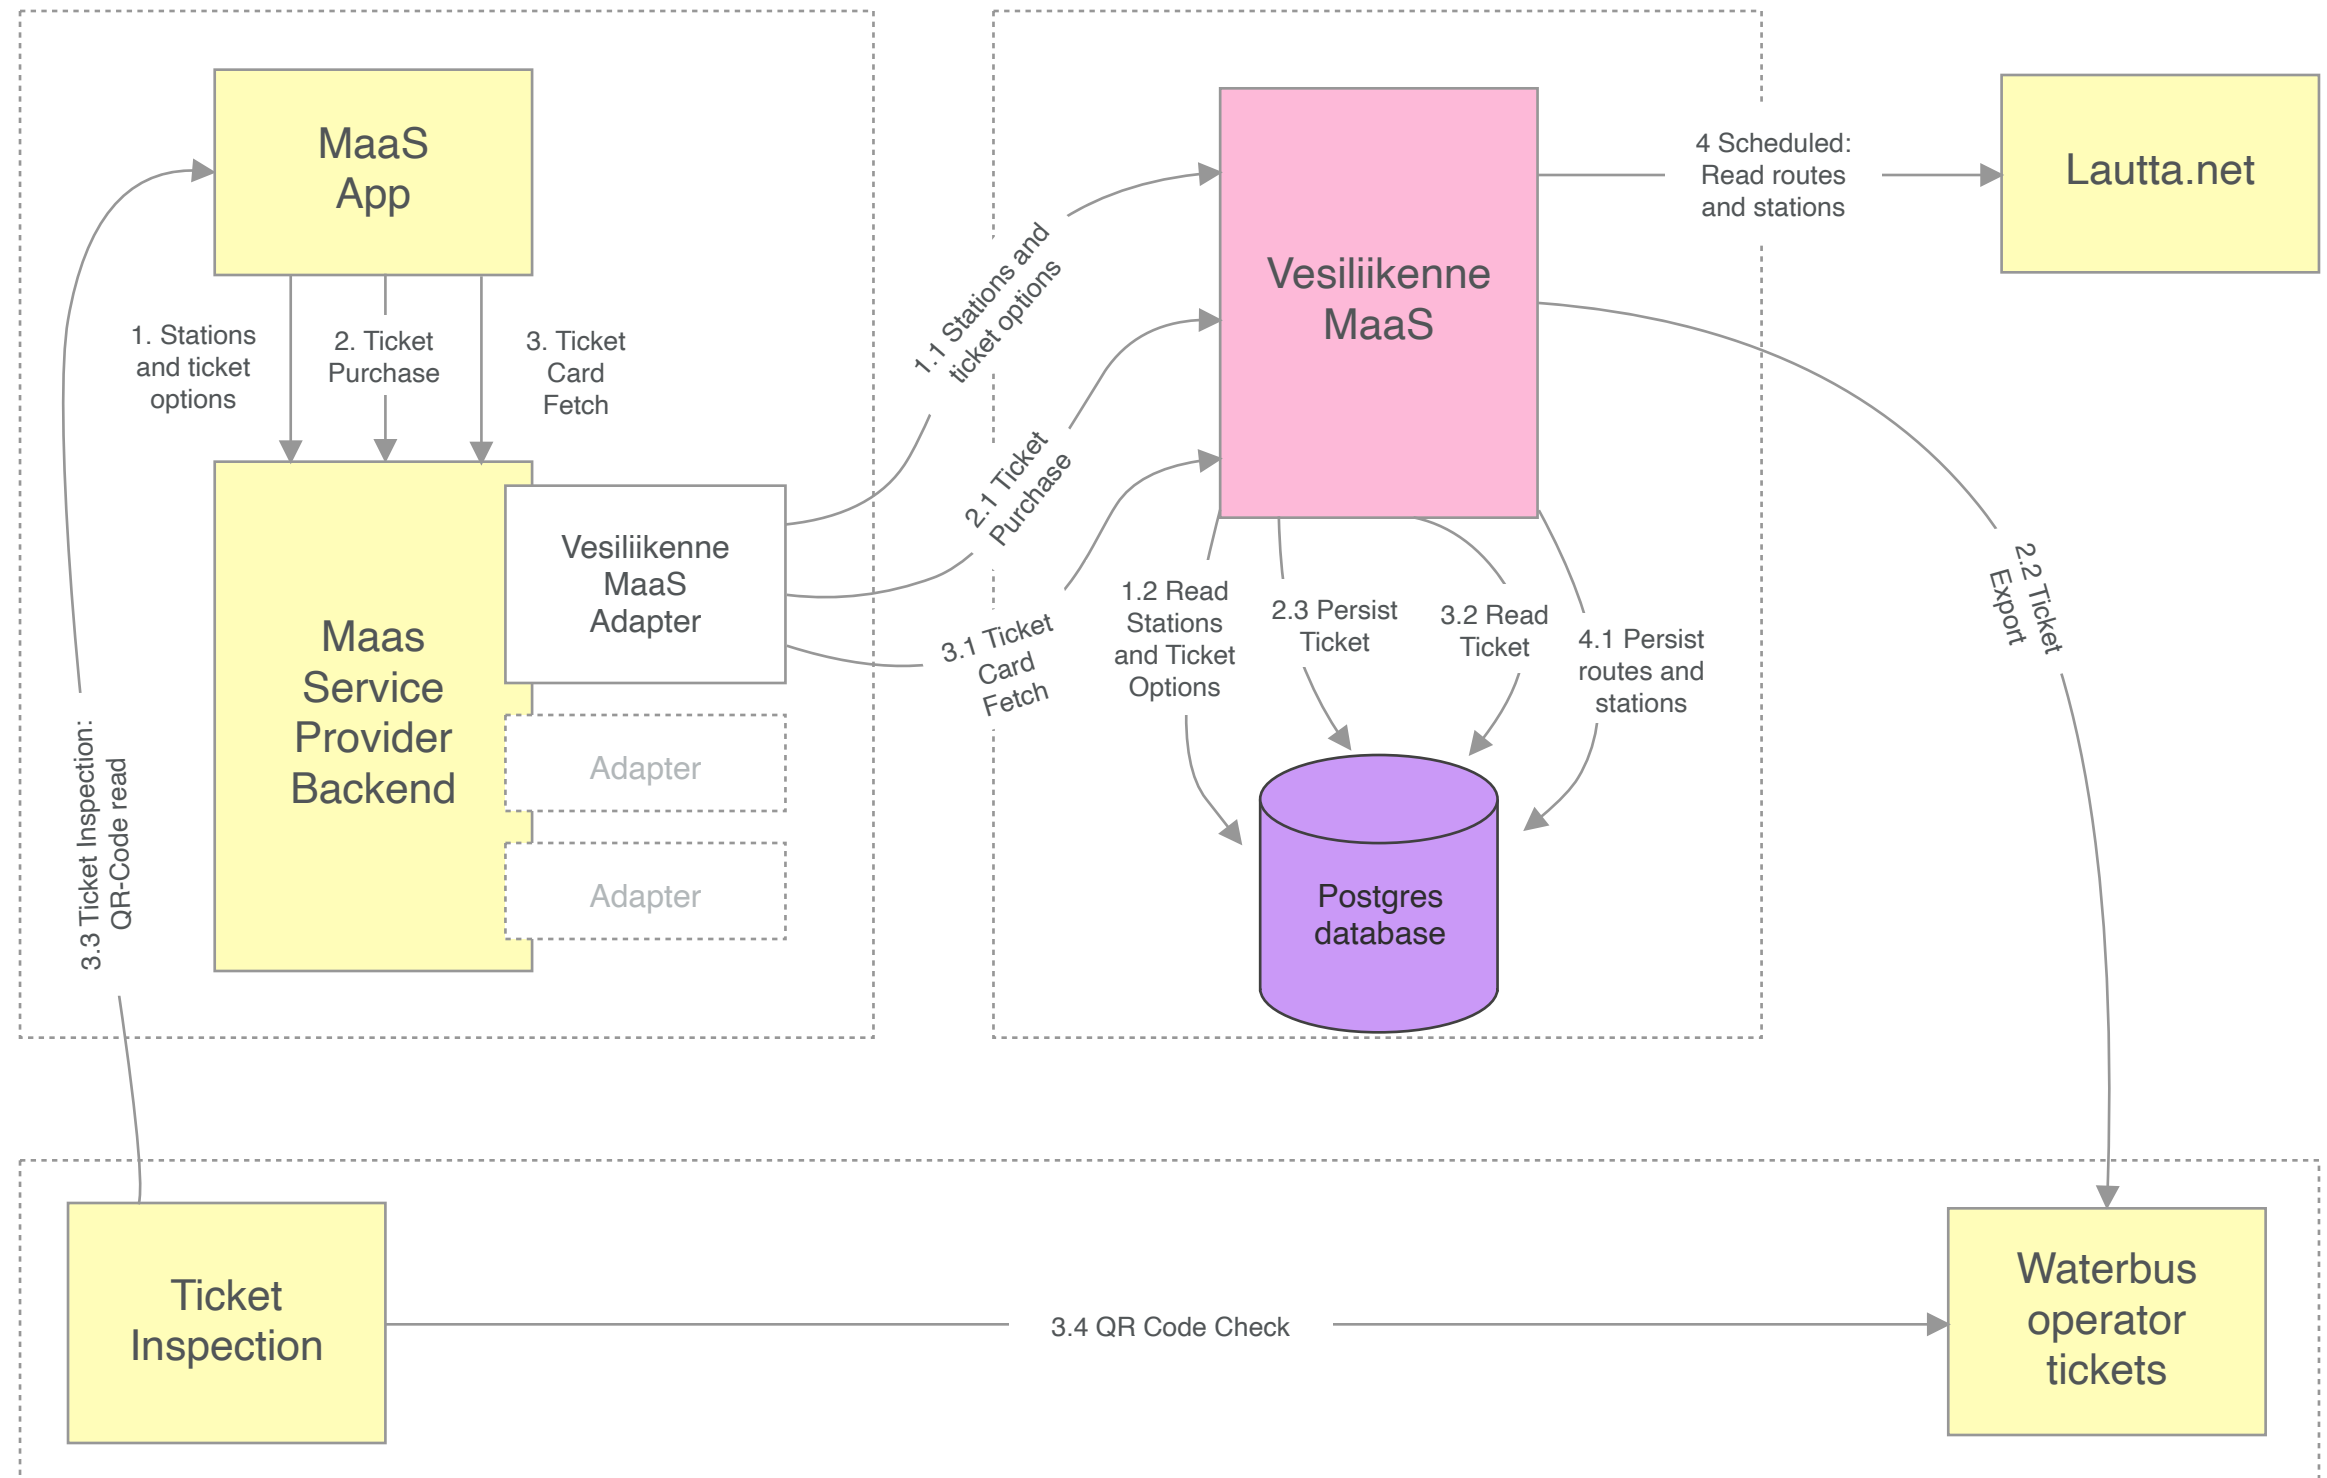 MaaS
App
Vesiliikenne
MaaS
4 Scheduled:
Read routes
and stations
Lautta.net
1. Stations
and ticket
options
2. Ticket
Purchase
3. Ticket
Card
Fetch
1.1 Stations and
ticket options
2.1 Ticket
Purchase
3.1 Ticket
Card
Fetch
Maas
Service
Provider
Backend
Vesiliikenne
MaaS
Adapter
Adapter
Adapter
1.2 Read
Stations
and Ticket
Options
2.3 Persist
Ticket
3.2 Read
Ticket
4.1 Persist
routes and
stations
2.2 Ticket
Export
Postgres
database
3.3 Ticket Inspection:
QR-Code read
Ticket
Inspection
3.4 QR Code Check
Waterbus
operator
tickets